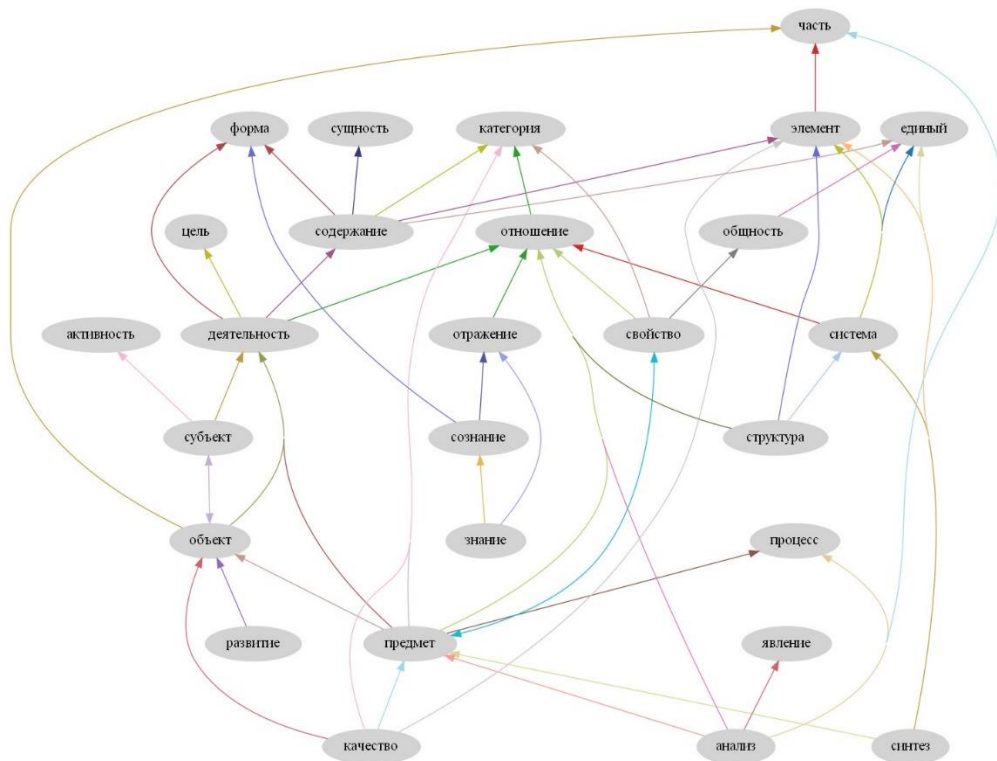 часть
форма
сущность
категория
элемент
единый
цель
содержание
отношение
общность
активность
деятельность
отражение
свойство
система
субъект
сознание
структура
объект
знание
процесс
развитие
предмет
явление
качество
анализ
синтез